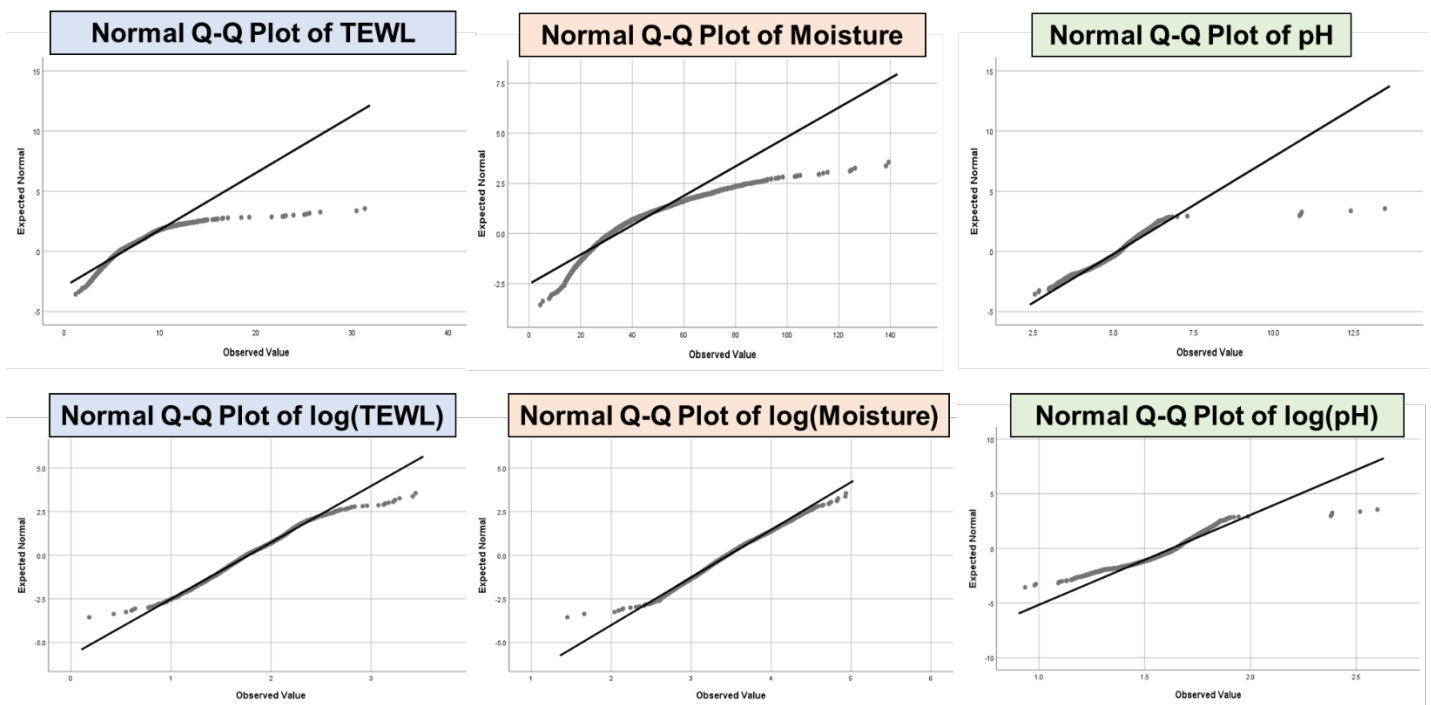 Normal Q-Q Plot of TEWL
Normal Q-Q Plot of Moisture
Normal Q-Q Plot of pH
Expected Normal
15
10
5
0
-5
0 10 20 30 40
Observed Value
Expected Normal
7.5
5.0
2.5
0.0
-2.5
0 20 40 60 80 100 120 140
Observed Value
Expected Normal
15
10
5
0
-5
2.5 5.0 7.5 10.0 12.5
Observed Value
Normal Q-Q Plot of log(TEWL)
Normal Q-Q Plot of log(Moisture)
Normal Q-Q Plot of log(pH)
Expected Normal
5.0
2.5
0.0
-2.5
-5.0
0 1 2 3
Observed Value
Expected Normal
5.0
2.5
0.0
-2.5
-5.0
1 2 3 4 5 6
Observed Value
Expected Normal
10
5
0
-5
-10
1.0 1.5 2.0 2.5
Observed Value